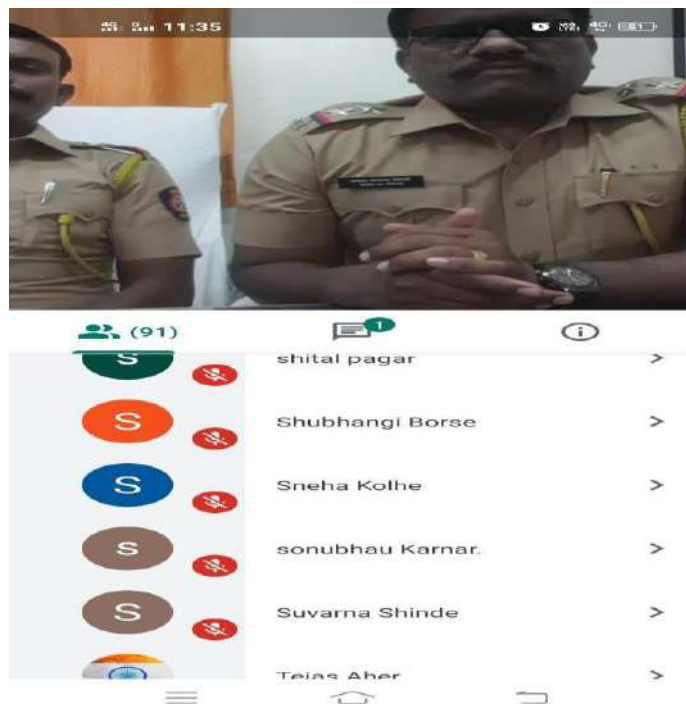 11:35
(91)
1
S
shital pagar
S
Shubhangi Borse
S
Sneha Kolhe
s
sonubhau Karnar.
S
Suvarna Shinde
Tejas Aher